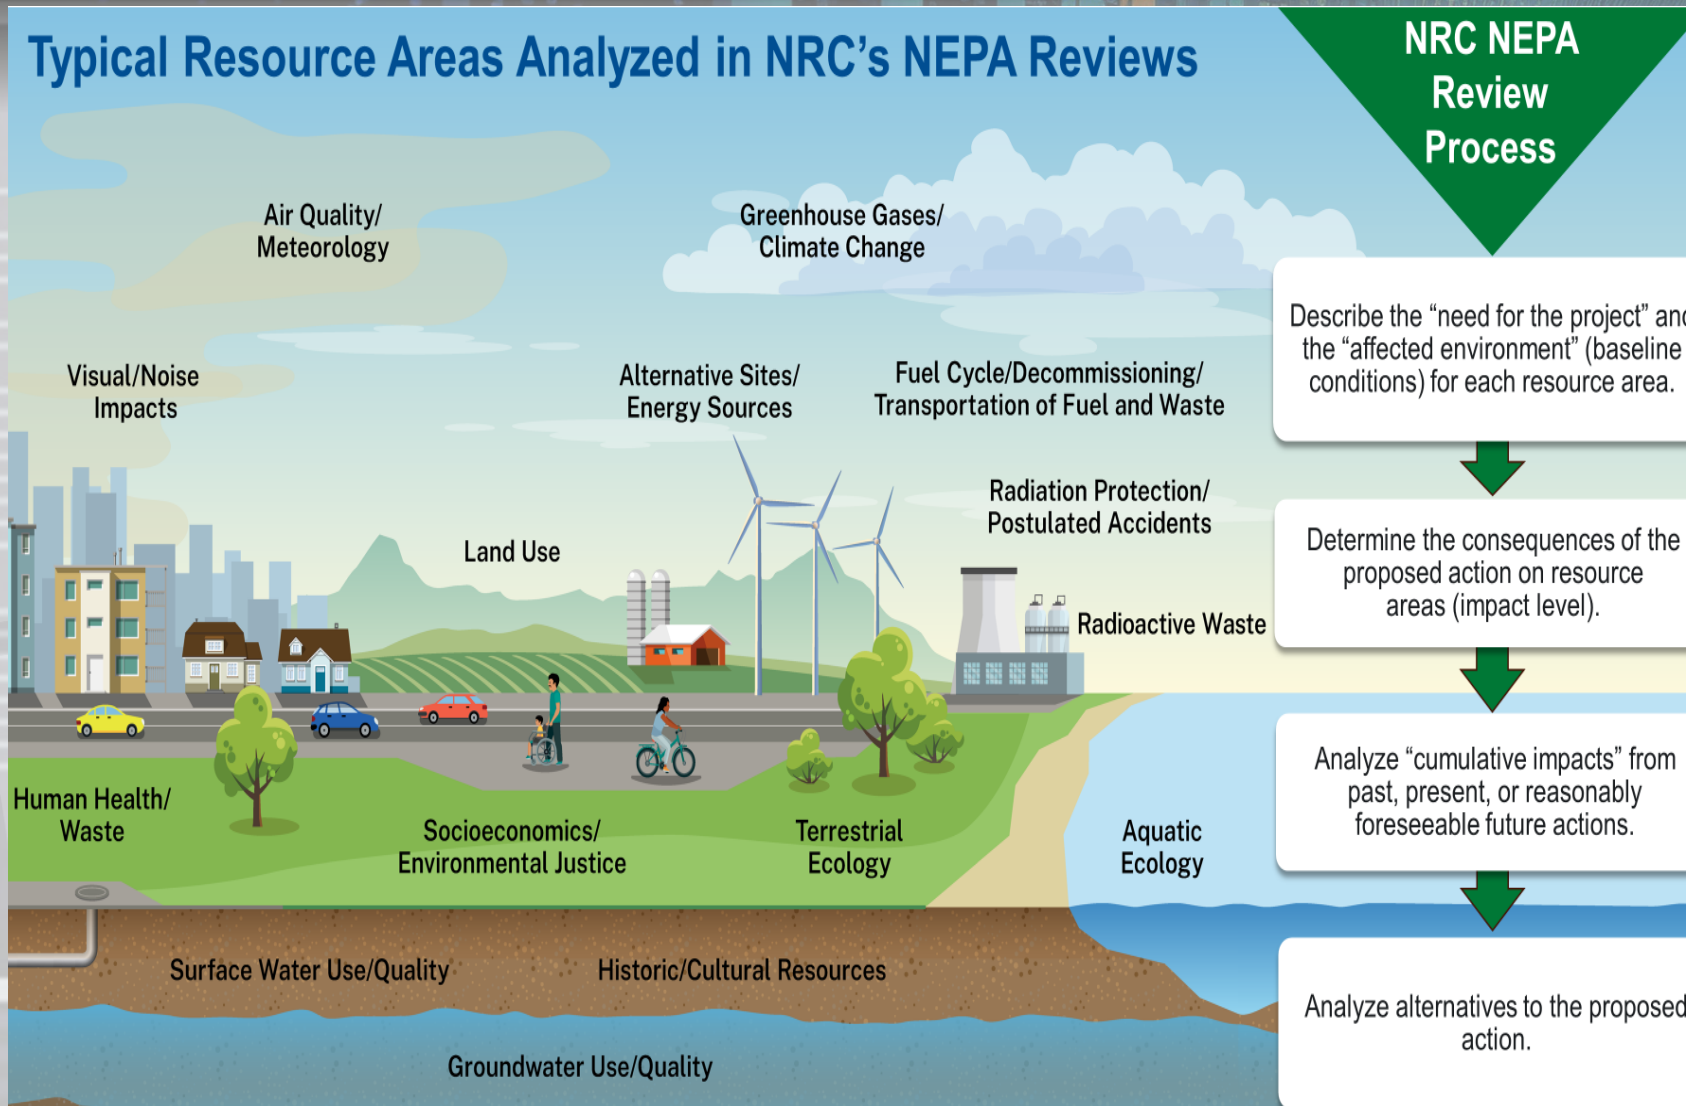 Typical Resource Areas Analyzed in NRC's NEPA Reviews
Air Quality/
Meteorology
Greenhouse Gases/
Climate Change
Visual/Noise
Impacts
Alternative Sites/
Energy Sources
Fuel Cycle/Decommissioning/
Transportation of Fuel and Waste
Land Use
Radiation Protection/
Postulated Accidents
Radioactive Waste
Human Health/
Waste
Socioeconomics/
Environmental Justice
Terrestrial
Ecology
Aquatic
Ecology
Surface Water Use/Quality
Historic/Cultural Resources
Groundwater Use/Quality
NRC NEPA
Review
Process
Describe the “need for the project” and
the “affected environment” (baseline
conditions) for each resource area.
Determine the consequences of the
proposed action on resource
areas (impact level).
Analyze “cumulative impacts” from
past, present, or reasonably
foreseeable future actions.
Analyze alternatives to the proposed
action.